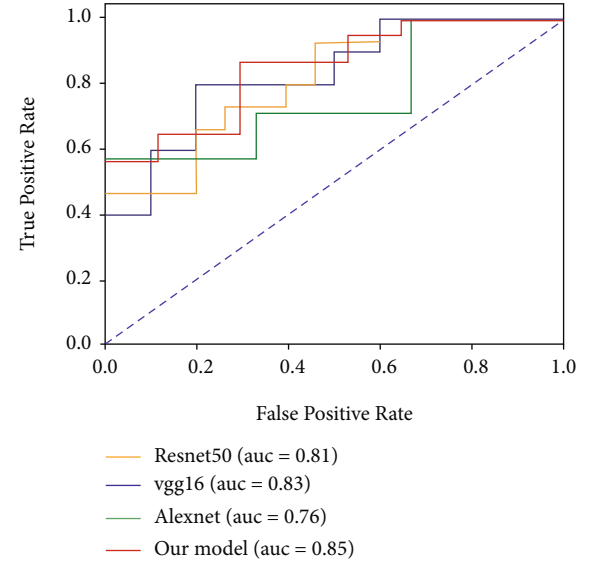 1.0
0.8
0.6
0.4
0.2
0.0
True Positive Rate
0.0 0.2 0.4 0.6 0.8 1.0
False Positive Rate
Resnet50 (auc = 0.81)
vgg16 (auc = 0.83)
Alexnet (auc = 0.76)
Our model (auc = 0.85)